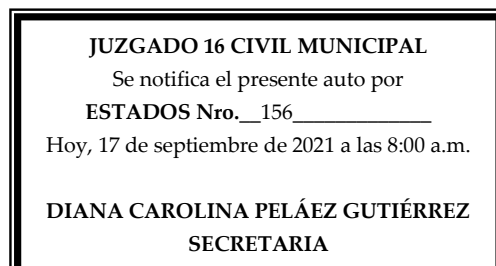 JUZGADO 16 CIVIL MUNICIPAL
Se notifica el presente auto por
ESTADOS Nro.__156_____________
Hoy, 17 de septiembre de 2021 a las 8:00 a.m.
DIANA CAROLINA PELÁEZ GUTIÉRREZ
SECRETARIA